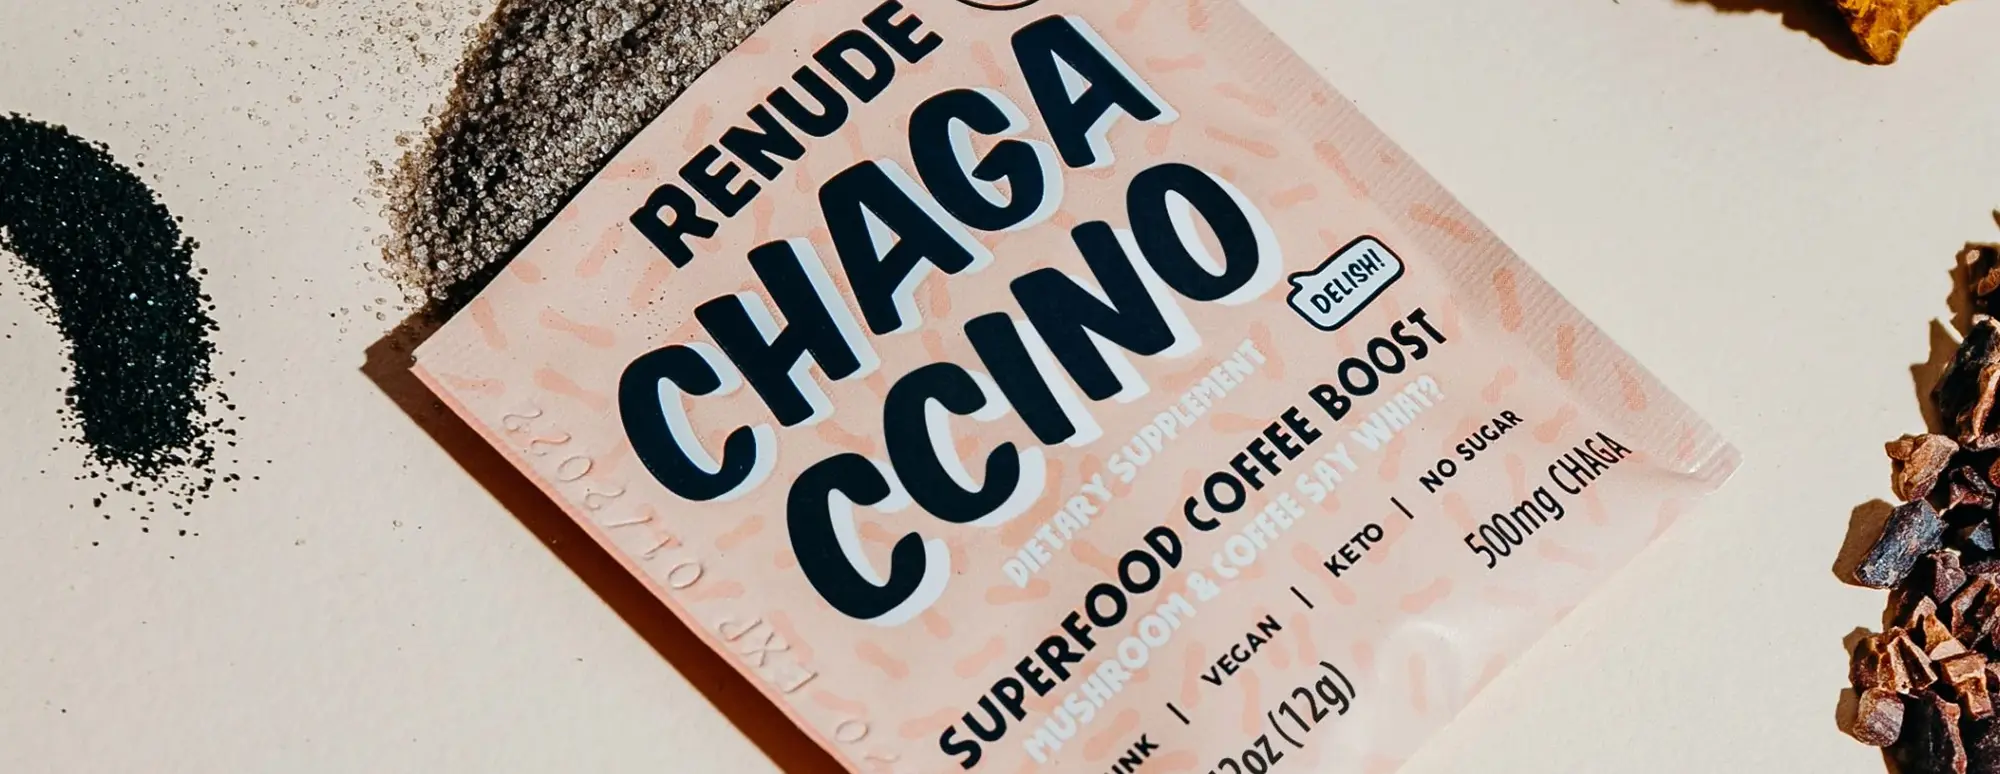 RENUDE
CHAGA
CCINO
DELISH!
DIETARY SUPPLEMENT
SUPERFOOD COFFEE BOOST
MUSHROOM & COFFEE SAY WHAT?
VEGAN | KETO | NO SUGAR
500mg CHAGA
(12g)
EXP 01/2022